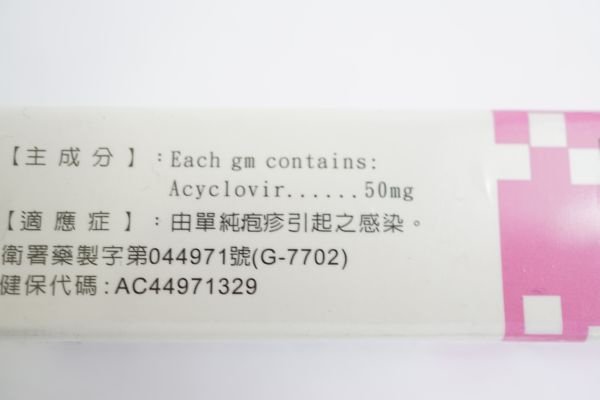 【主成分】:Each gm contains:
Acyclovir......50mg
【適應症】:由單純疱疹引起之感染。
衛署藥製字第044971號(G-7702)
健保代碼:AC44971329